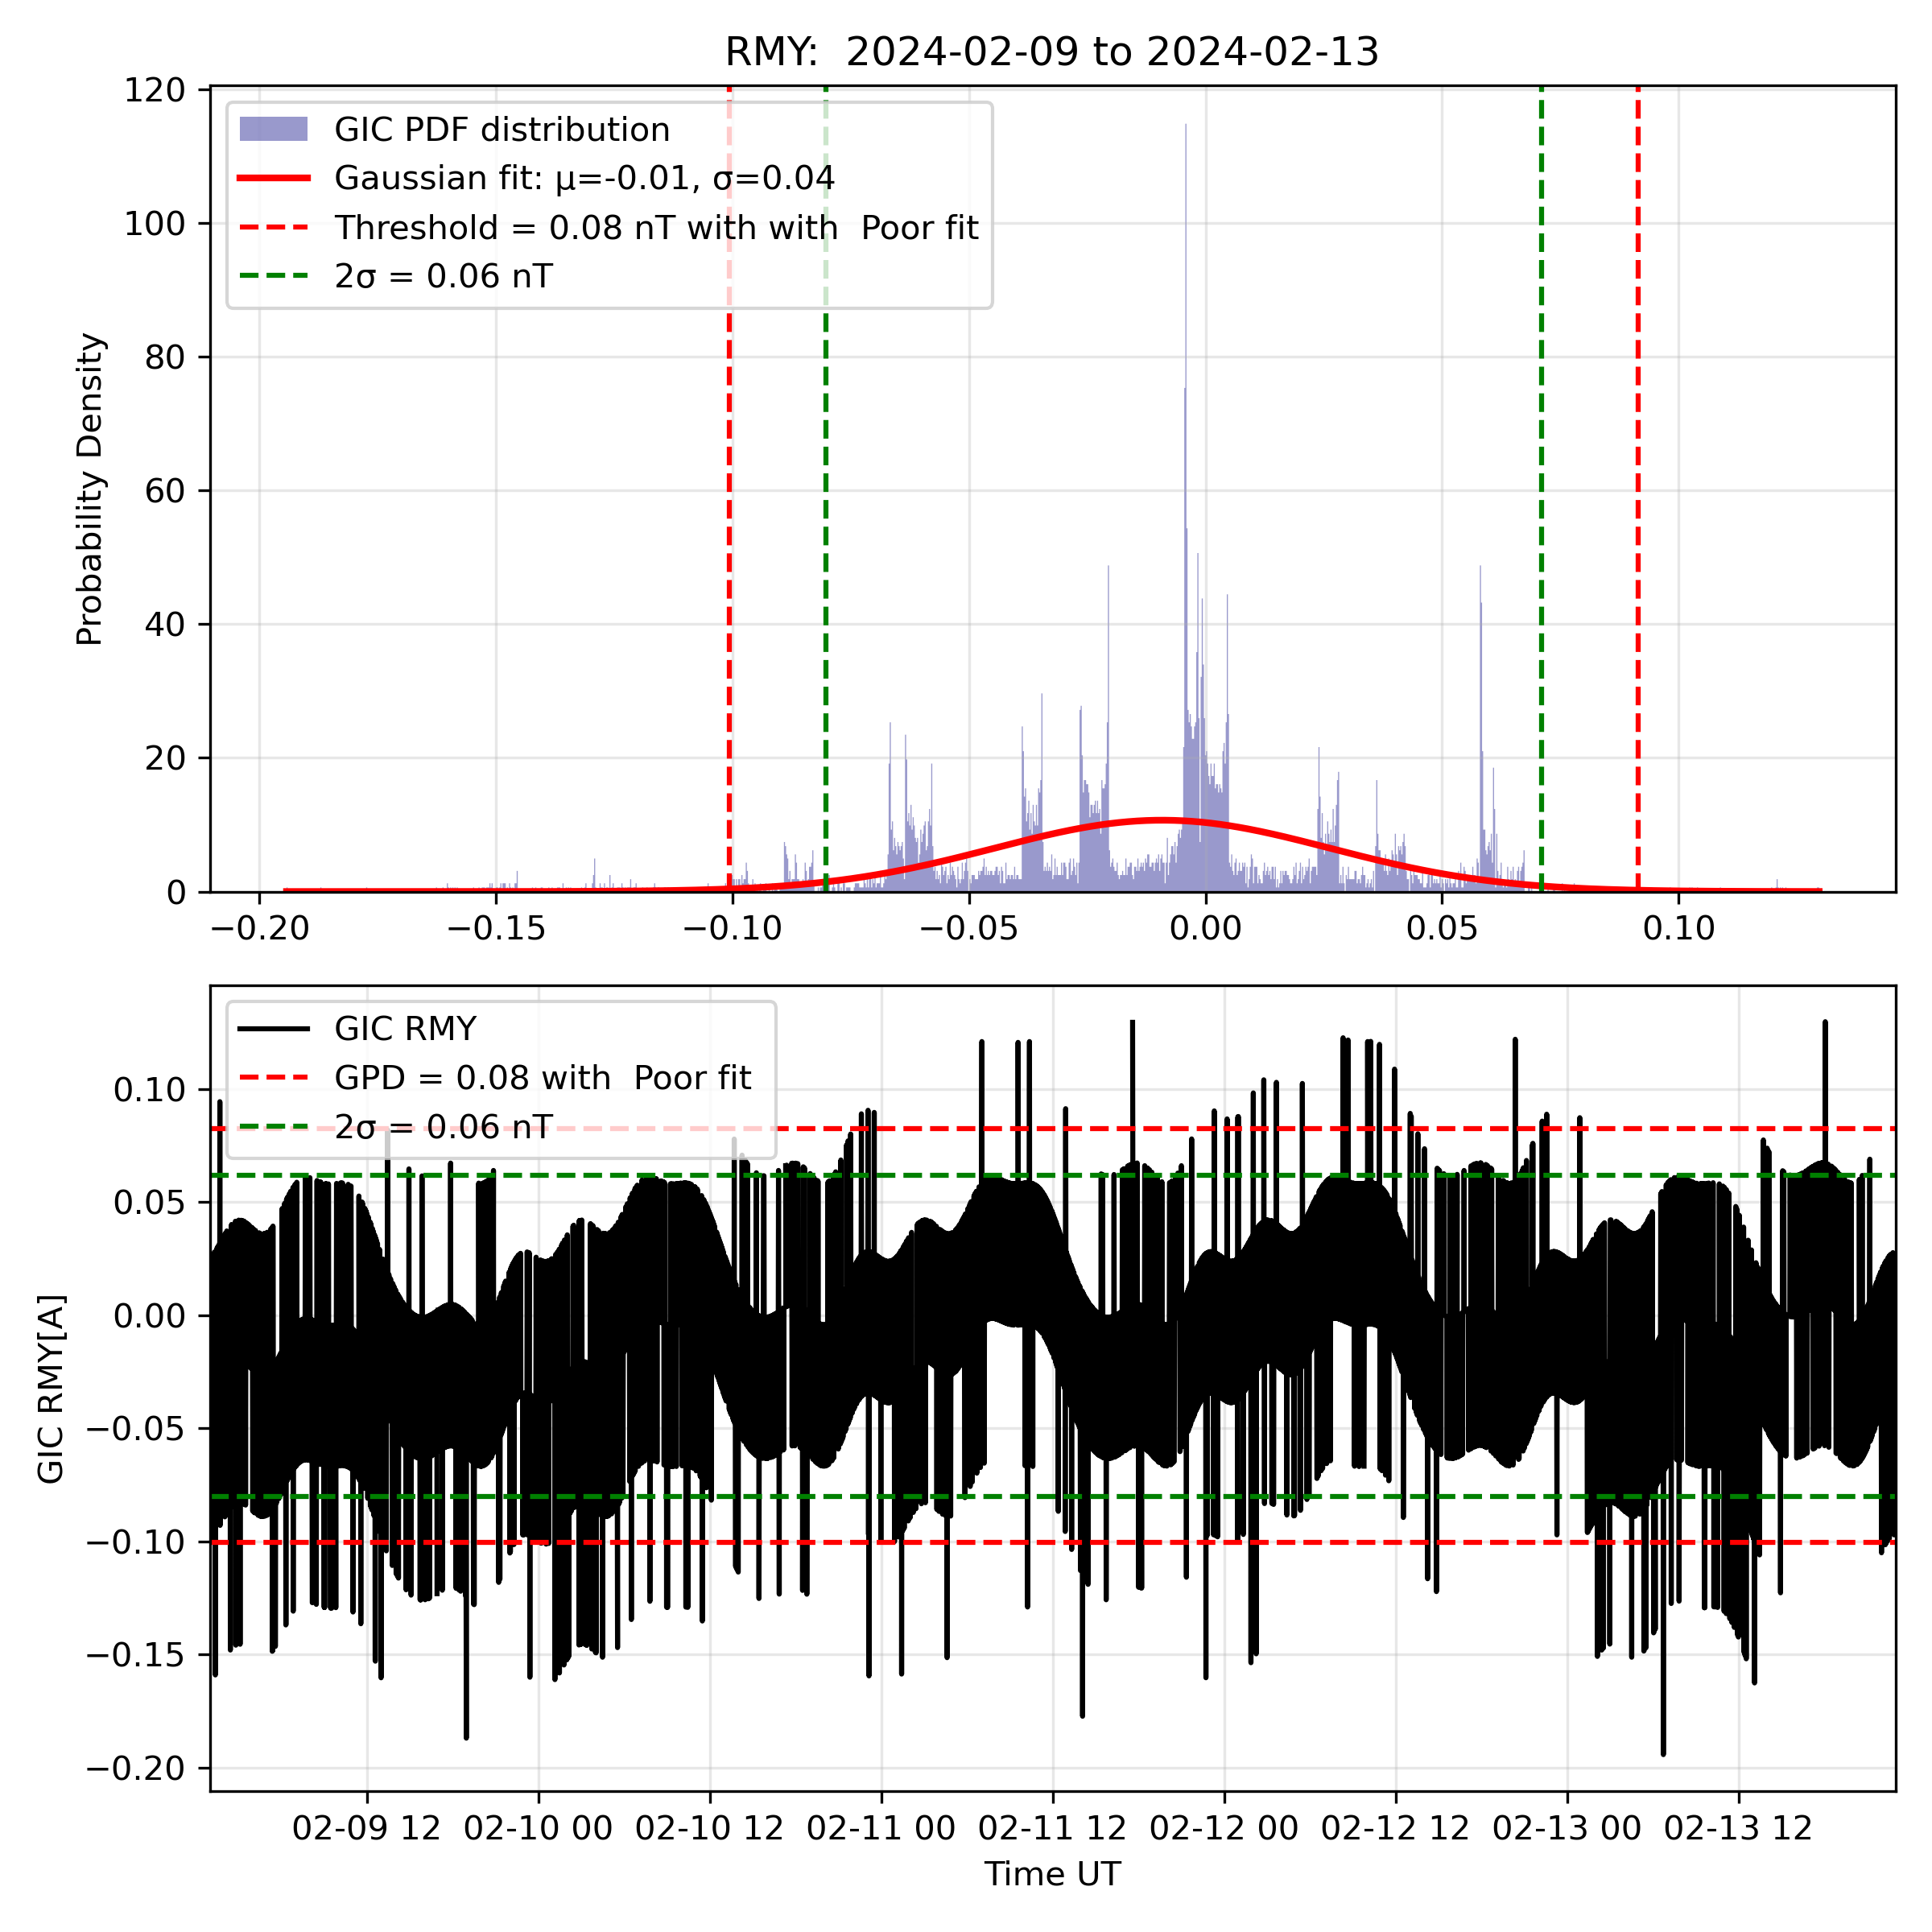 RMY:  2024-02-09 to 2024-02-13
120
100
80
60
40
20
0
Probability Density
GIC PDF distribution
Gaussian fit: μ=-0.01, σ=0.04
Threshold = 0.08 nT with with  Poor fit
2σ = 0.06 nT
−0.20 −0.15 −0.10 −0.05 0.00 0.05 0.10
GIC RMY
GPD = 0.08 with  Poor fit
2σ = 0.06 nT
0.10
0.05
0.00
−0.05
−0.10
−0.15
−0.20
GIC RMY[A]
02-09 12 02-10 00 02-10 12 02-11 00 02-11 12 02-12 00 02-12 12 02-13 00 02-13 12
Time UT